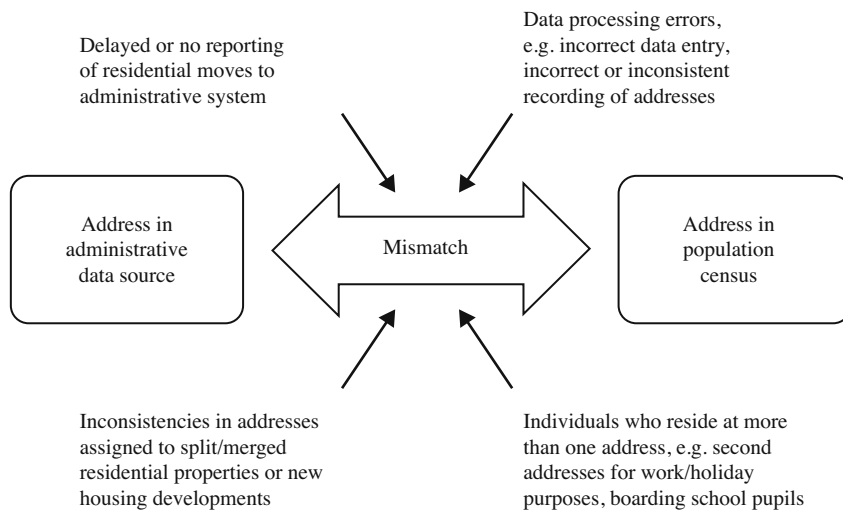 Delayed or no reporting
of residential moves to
administrative system
Data processing errors,
e.g. incorrect data entry,
incorrect or inconsistent
recording of addresses
Address in
administrative
data source
Mismatch
Address in
population
census
Inconsistencies in addresses
assigned to split/merged
residential properties or new
housing developments
Individuals who reside at more
than one address, e.g. second
addresses for work/holiday
purposes, boarding school pupils